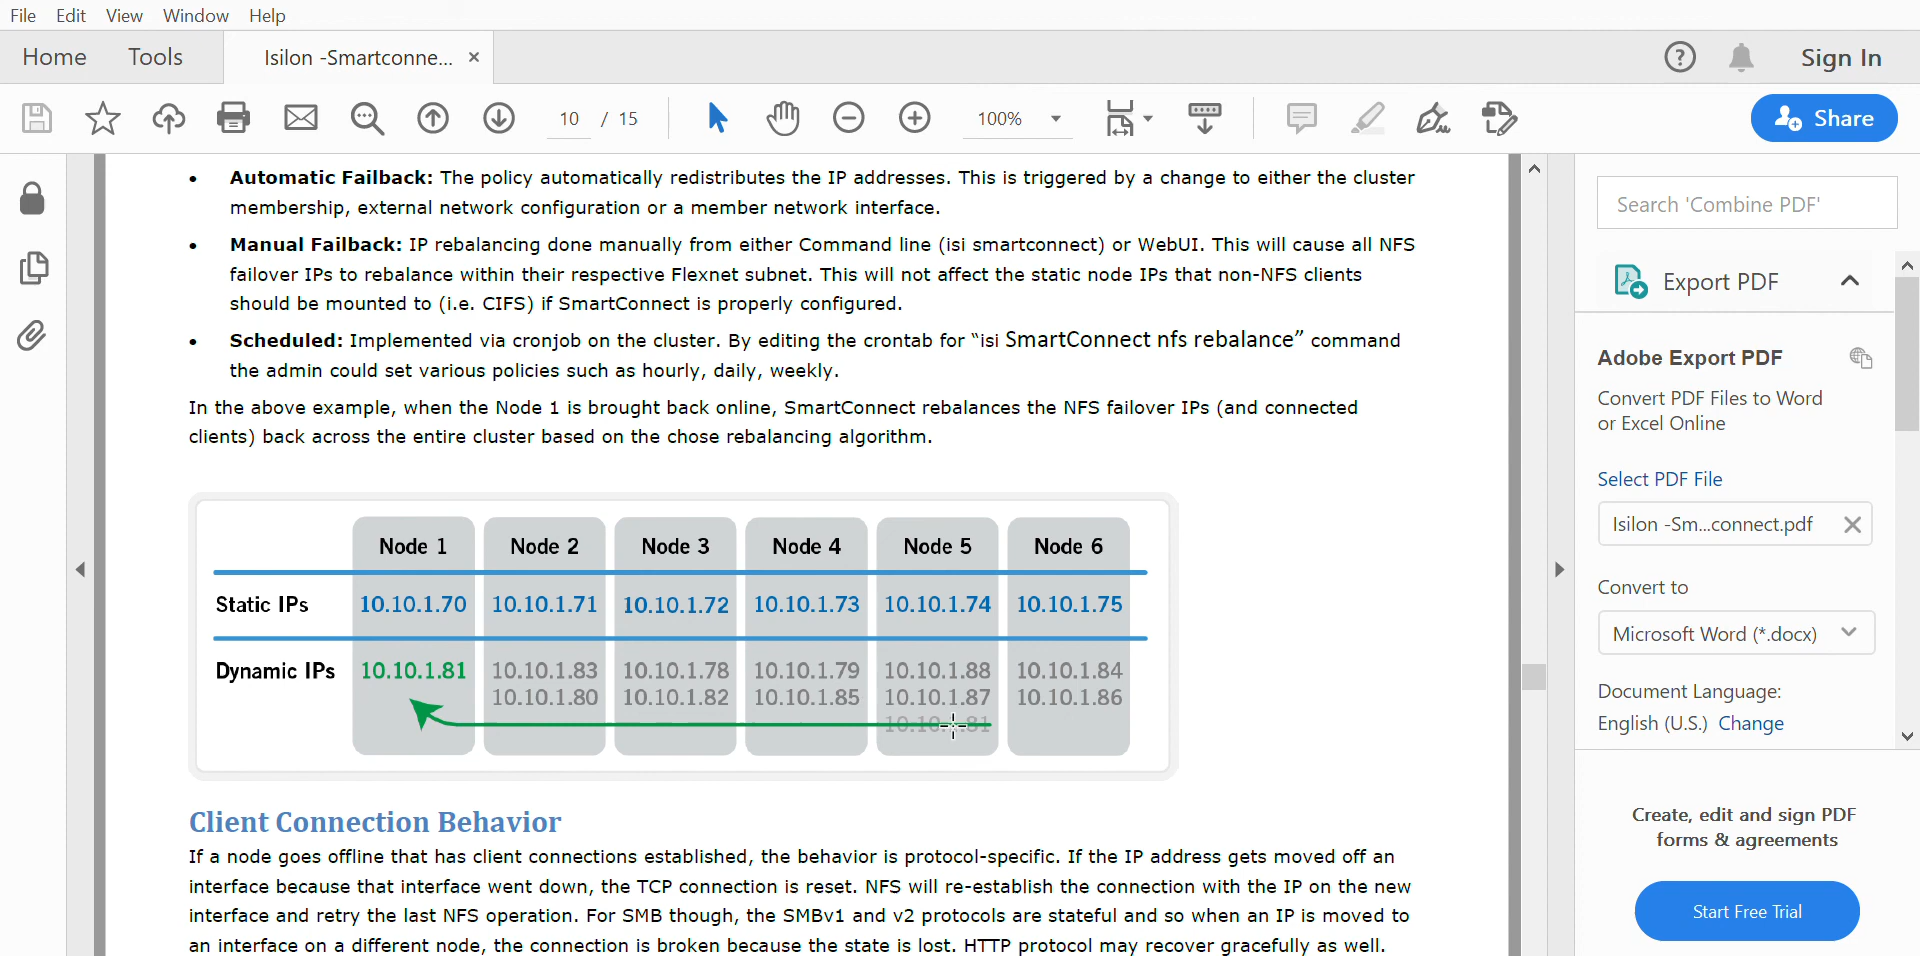 File Edit View Window Help
Home Tools Isilon -Smartconne... × Sign In
10 / 15 100% Share
• Automatic Failback: The policy automatically redistributes the IP addresses. This is triggered by a change to either the cluster
membership, external network configuration or a member network interface.
• Manual Failback: IP rebalancing done manually from either Command line (isi smartconnect) or WebUI. This will cause all NFS
failover IPs to rebalance within their respective Flexnet subnet. This will not affect the static node IPs that non-NFS clients
should be mounted to (i.e. CIFS) if SmartConnect is properly configured.
• Scheduled: Implemented via cronjob on the cluster. By editing the crontab for “isi SmartConnect nfs rebalance” command
the admin could set various policies such as hourly, daily, weekly.
In the above example, when the Node 1 is brought back online, SmartConnect rebalances the NFS failover IPs (and connected
clients) back across the entire cluster based on the chose rebalancing algorithm.
Node 1 Node 2 Node 3 Node 4 Node 5 Node 6
Static IPs 10.10.1.70 10.10.1.71 10.10.1.72 10.10.1.73 10.10.1.74 10.10.1.75
Dynamic IPs 10.10.1.81 10.10.1.83 10.10.1.78 10.10.1.79 10.10.1.88 10.10.1.84
10.10.1.80 10.10.1.82 10.10.1.85 10.10.1.87 10.10.1.86
10.10.1.81
Client Connection Behavior
If a node goes offline that has client connections established, the behavior is protocol-specific. If the IP address gets moved off an
interface because that interface went down, the TCP connection is reset. NFS will re-establish the connection with the IP on the new
interface and retry the last NFS operation. For SMB though, the SMBv1 and v2 protocols are stateful and so when an IP is moved to
an interface on a different node, the connection is broken because the state is lost. HTTP protocol may recover gracefully as well.
Search 'Combine PDF'
Export PDF
Adobe Export PDF
Convert PDF Files to Word
or Excel Online
Select PDF File
Isilon -Sm...connect.pdf
Convert to
Microsoft Word (*.docx)
Document Language:
English (U.S.) Change
Create, edit and sign PDF
forms & agreements
Start Free Trial